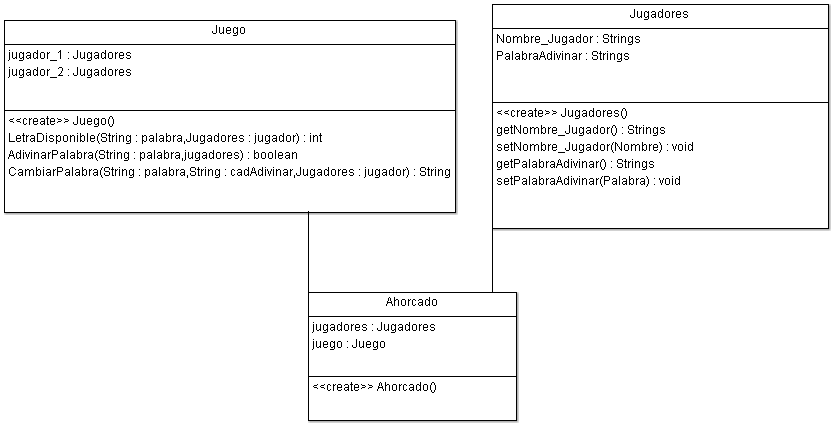 Juego
jugador_1 : Jugadores
jugador_2 : Jugadores
<<create>> Juego()
LetraDisponible(String : palabra,Jugadores : jugador) : int
AdivinarPalabra(String : palabra,jugadores) : boolean
CambiarPalabra(String : palabra,String : cadAdivinar,Jugadores : jugador) : String
Jugadores
Nombre_Jugador : Strings
PalabraAdivinar : Strings
<<create>> Jugadores()
getNombre_Jugador() : Strings
setNombre_Jugador(Nombre) : void
getPalabraAdivinar() : Strings
setPalabraAdivinar(Palabra) : void
Ahorcado
jugadores : Jugadores
juego : Juego
<<create>> Ahorcado()